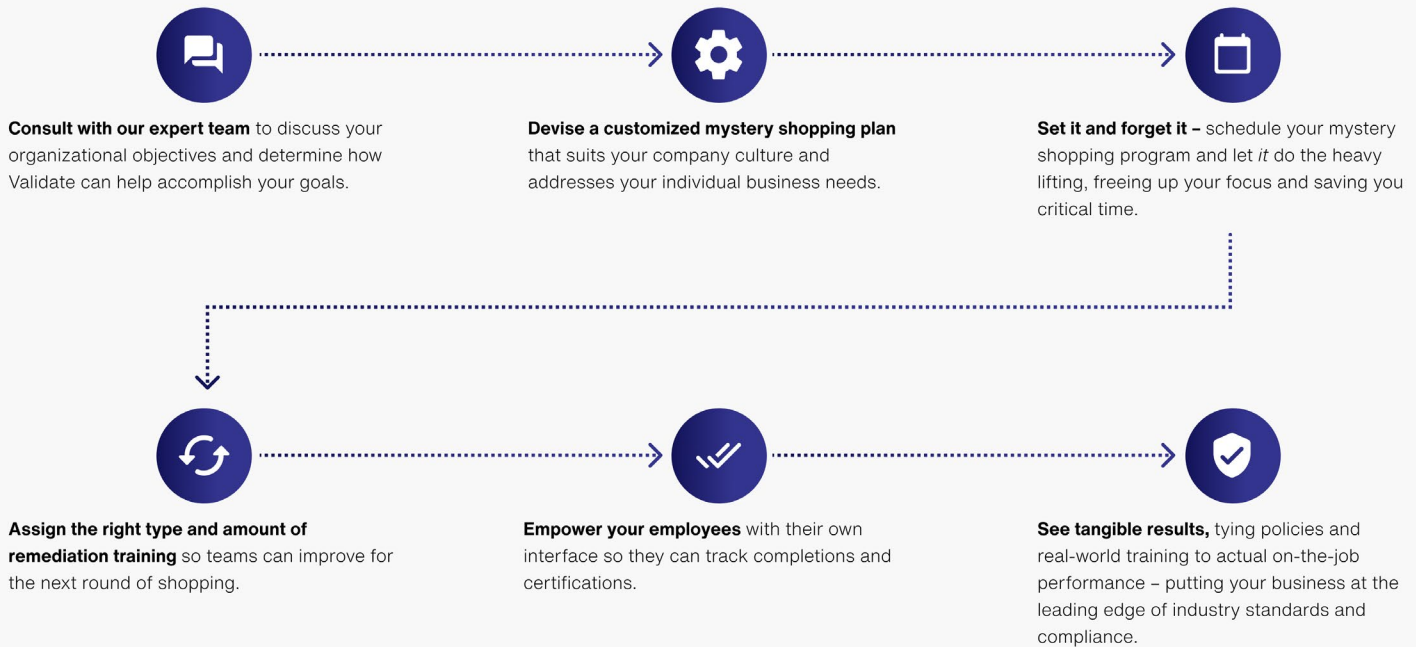 Consult with our expert team to discuss your
organizational objectives and determine how
Validate can help accomplish your goals.
Devise a customized mystery shopping plan
that suits your company culture and
addresses your individual business needs.
Set it and forget it – schedule your mystery
shopping program and let it do the heavy
lifting, freeing up your focus and saving you
critical time.
Assign the right type and amount of
remediation training so teams can improve for
the next round of shopping.
Empower your employees with their own
interface so they can track completions and
certifications.
See tangible results, tying policies and
real-world training to actual on-the-job
performance – putting your business at the
leading edge of industry standards and
compliance.